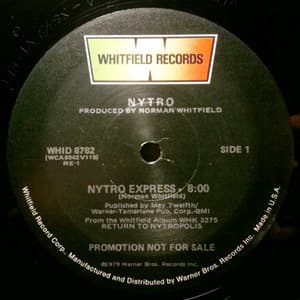 WHITFIELD RECORDS
NYTRO
PRODUCED BY NORMAN WHITFIELD
WHID 8782
[WCA8942V11S]
RE-1
SIDE 1
NYTRO EXPRESS - 8:00
(Norman Whitfield)
Published by May Twelfth/
Warner-Tamerlane Pub. Corp.-BMI
From the Whitfield Album WHK 3275
RETURN TO NYTROPOLIS
PROMOTION NOT FOR SALE
Whitfield Record Corp. Manufactured and Distributed by Warner Bros. Records Inc. Made in U.S.A.
℗1979 Warner Bros. Records Inc.